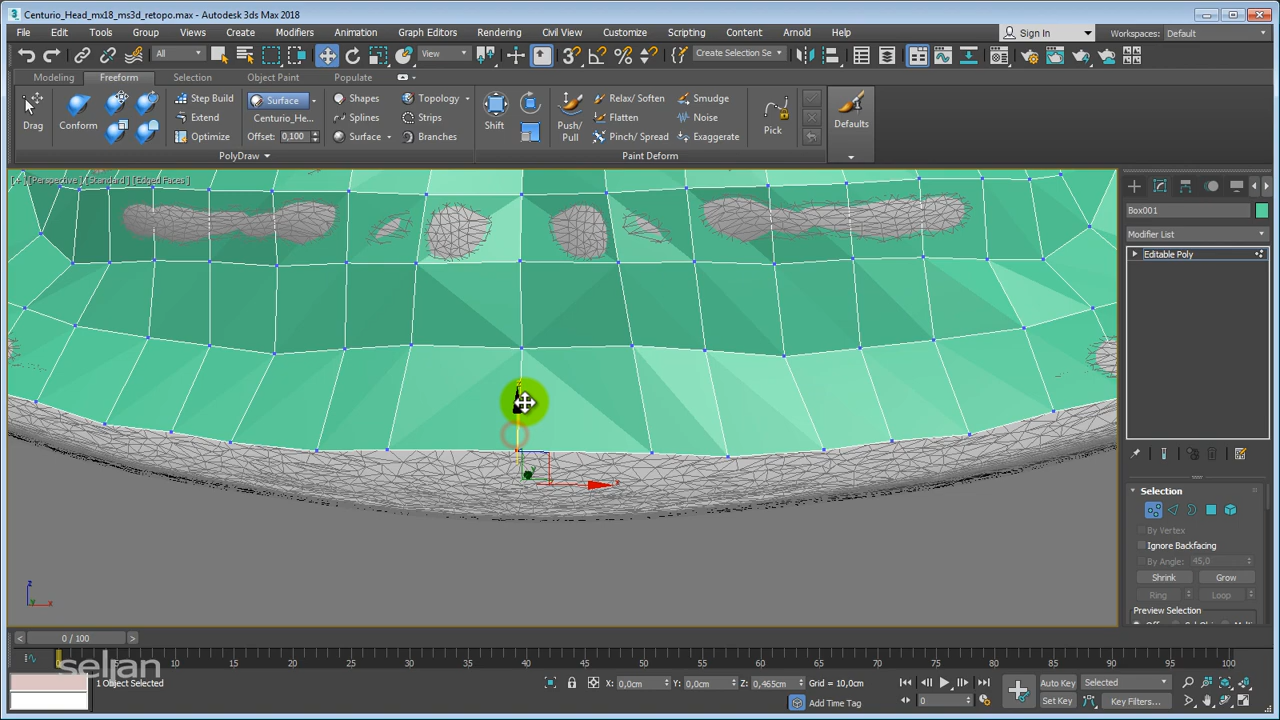 Centurio_Head_mx18_ms3d_retopo.max - Autodesk 3ds Max 2018
File Edit Tools Group Views Create Modifiers Animation Graph Editors Rendering Civil View Customize Scripting Content Arnold Help Sign In Workspaces: Default
All View Create Selection Se
Modeling Freeform Selection Object Paint Populate
Drag Conform Step Build Extend Optimize Surface Centurio_He... Offset: 0,100 Shapes Splines Surface Topology Strips Branches Shift Push/ Pull Relax/ Soften Flatten Pinch/ Spread Smudge Noise Exaggerate Pick Defaults
PolyDraw Paint Deform
[+] [Perspective] [Standard] [Edged Faces]
Box001
Modifier List
Editable Poly
Selection
By Vertex
Ignore Backfacing
By Angle: 45,0
Shrink Grow
Ring Loop
Preview Selection
z
y x
x
0 / 100
5 10 15 20 25 30 35 40 45 50 55 60 65 70 75 80 85 90 95 100
selian
1 Object Selected X: 0,0cm Y: 0,0cm Z: 0,465cm Grid = 10,0cm Auto Key Selected
Add Time Tag 0 Set Key Key Filters...